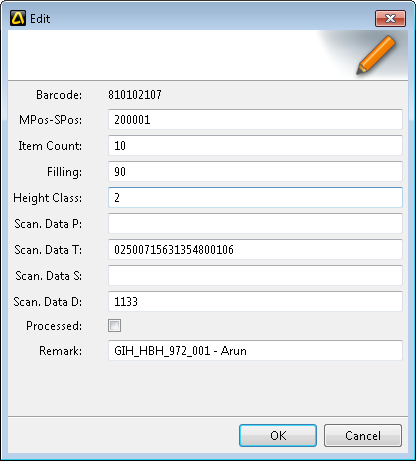 Edit
Barcode: 810102107
MPos-SPos: 200001
Item Count: 10
Filling: 90
Height Class: 2
Scan. Data P:
Scan. Data T: 02500715631354800106
Scan. Data S:
Scan. Data D: 1133
Processed:
Remark: GIH_HBH_972_001 - Arun
OK Cancel